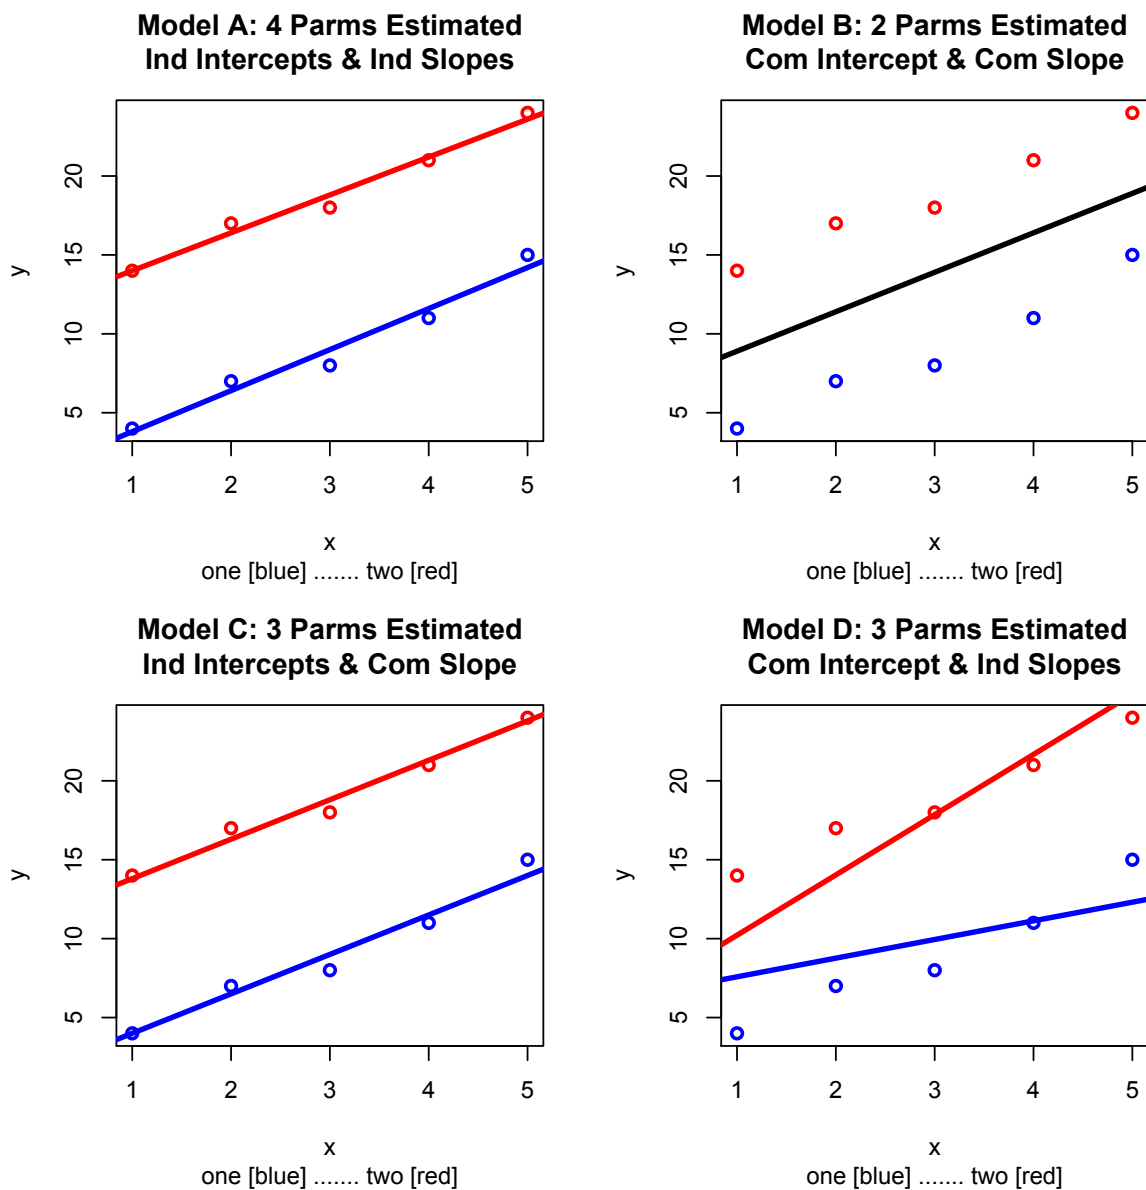 Model A: 4 Parms Estimated
Ind Intercepts & Ind Slopes
y
5
10
15
20
1 2 3 4 5
x
one [blue] ....... two [red]
Model B: 2 Parms Estimated
Com Intercept & Com Slope
y
5
10
15
20
1 2 3 4 5
x
one [blue] ....... two [red]
Model C: 3 Parms Estimated
Ind Intercepts & Com Slope
y
5
10
15
20
1 2 3 4 5
x
one [blue] ....... two [red]
Model D: 3 Parms Estimated
Com Intercept & Ind Slopes
y
5
10
15
20
1 2 3 4 5
x
one [blue] ....... two [red]